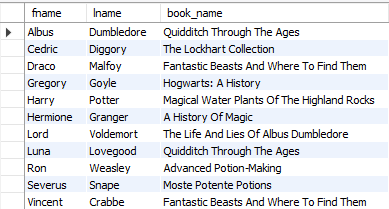 fname lname book_name
Albus Dumbledore Quidditch Through The Ages
Cedric Diggory The Lockhart Collection
Draco Malfoy Fantastic Beasts And Where To Find Them
Gregory Goyle Hogwarts: A History
Harry Potter Magical Water Plants Of The Highland Rocks
Hermione Granger A History Of Magic
Lord Voldemort The Life And Lies Of Albus Dumbledore
Luna Lovegood Quidditch Through The Ages
Ron Weasley Advanced Potion-Making
Severus Snape Moste Potente Potions
Vincent Crabbe Fantastic Beasts And Where To Find Them